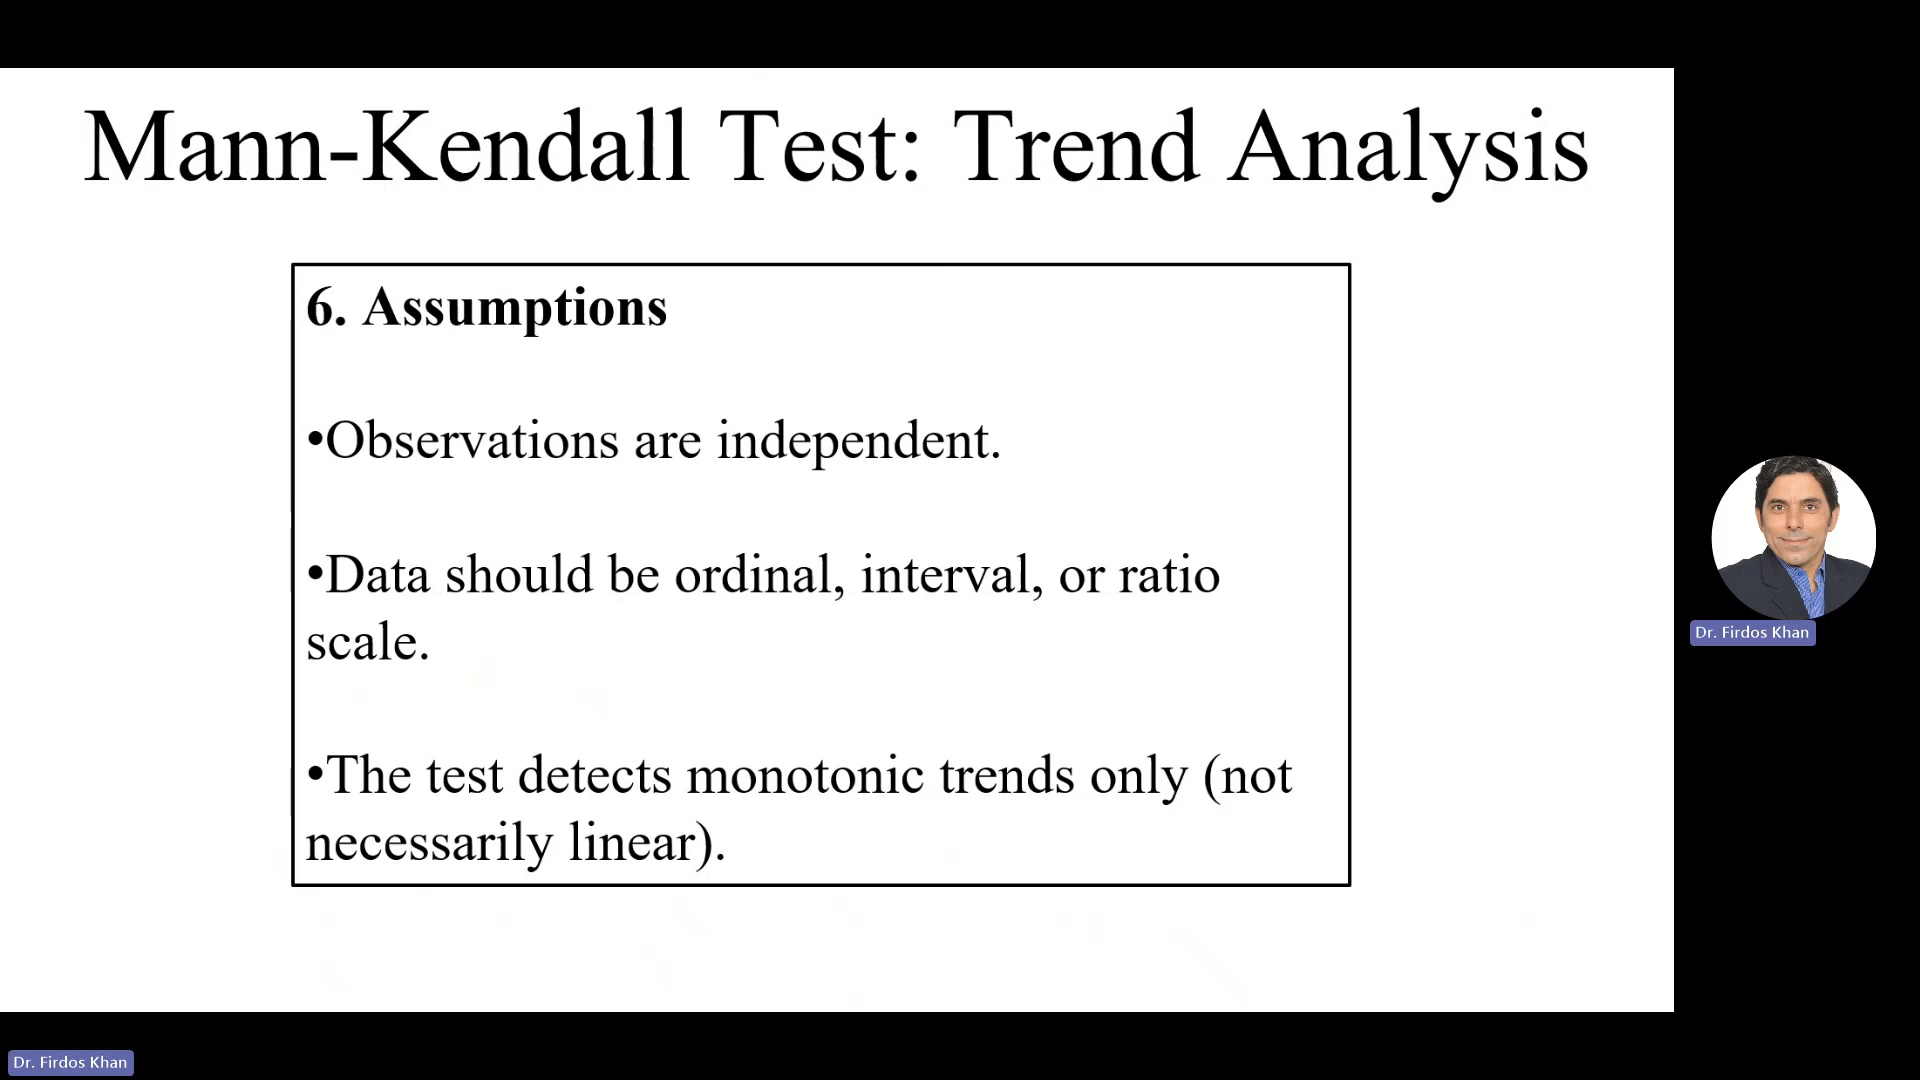 Mann-Kendall Test: Trend Analysis
6. Assumptions
•Observations are independent.
•Data should be ordinal, interval, or ratio
scale.
•The test detects monotonic trends only (not
necessarily linear).
Dr. Firdos Khan
Dr. Firdos Khan